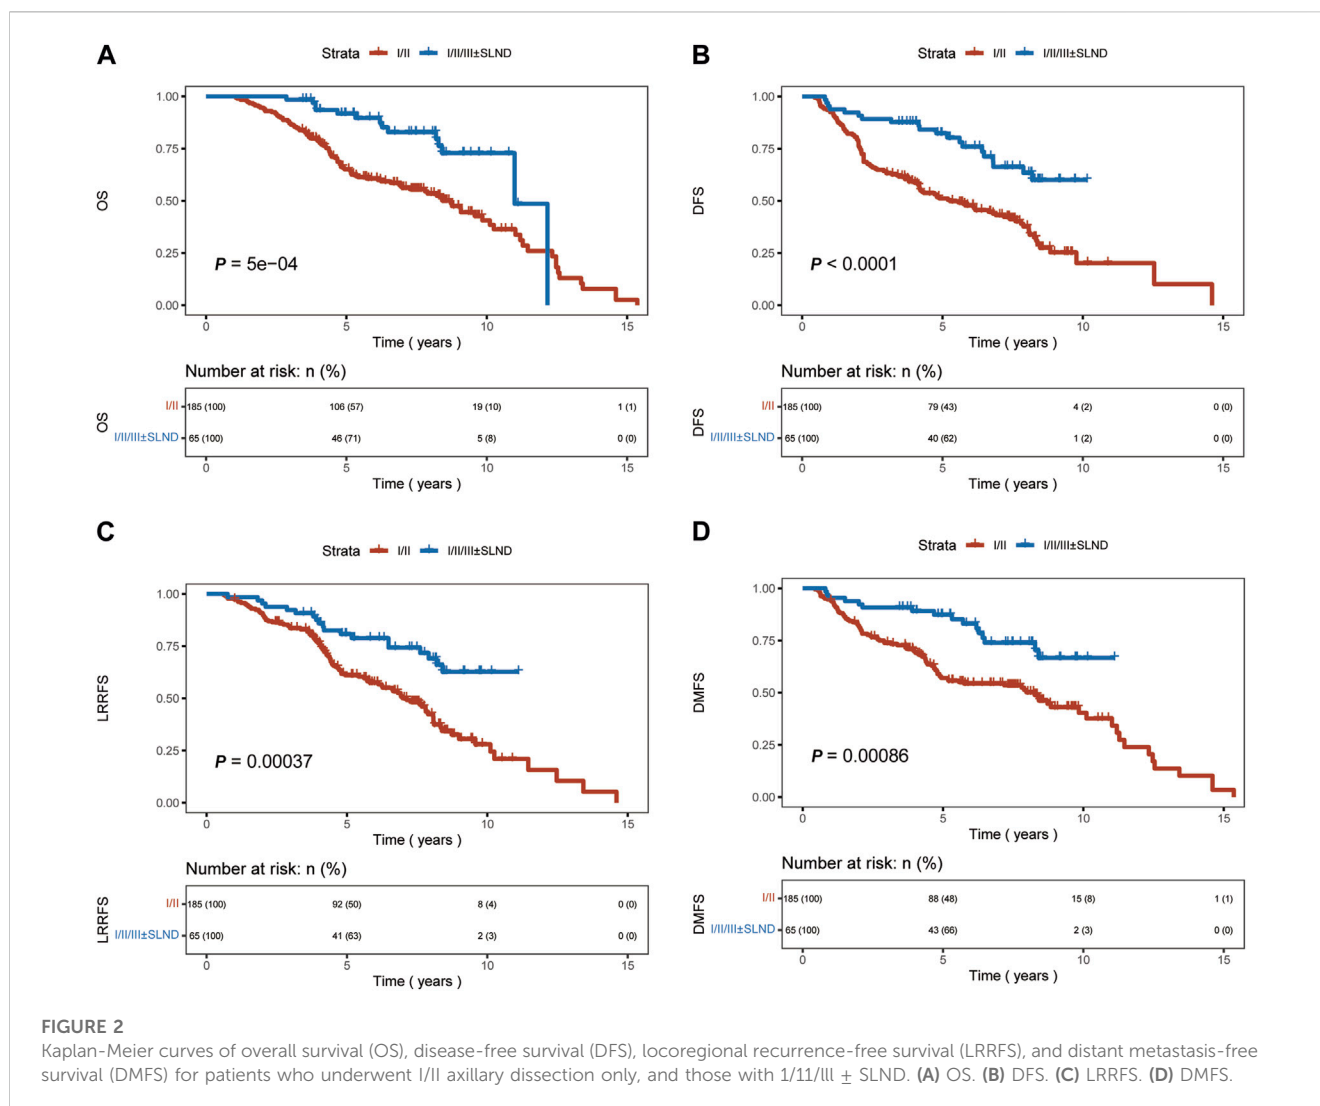 A
Strata I/II I/II/III±SLND
1.00
0.75
0.50
0.25
0.00
OS
P = 5e−04
0 5 10 15
Time ( years )
Number at risk: n (%)
OS
I/II 185 (100) 106 (57) 19 (10) 1 (1)
I/II/III±SLND 65 (100) 46 (71) 5 (8) 0 (0)
0 5 10 15
Time ( years )
B
Strata I/II I/II/III±SLND
1.00
0.75
0.50
0.25
0.00
DFS
P < 0.0001
0 5 10 15
Time ( years )
Number at risk: n (%)
DFS
I/II 185 (100) 79 (43) 4 (2) 0 (0)
I/II/III±SLND 65 (100) 40 (62) 1 (2) 0 (0)
0 5 10 15
Time ( years )
C
Strata I/II I/II/III±SLND
1.00
0.75
0.50
0.25
0.00
LRRFS
P = 0.00037
0 5 10 15
Time ( years )
Number at risk: n (%)
LRRFS
I/II 185 (100) 92 (50) 8 (4) 0 (0)
I/II/III±SLND 65 (100) 41 (63) 2 (3) 0 (0)
0 5 10 15
Time ( years )
D
Strata I/II I/II/III±SLND
1.00
0.75
0.50
0.25
0.00
DMFS
P = 0.00086
0 5 10 15
Time ( years )
Number at risk: n (%)
DMFS
I/II 185 (100) 88 (48) 15 (8) 1 (1)
I/II/III±SLND 65 (100) 43 (66) 2 (3) 0 (0)
0 5 10 15
Time ( years )
FIGURE 2
Kaplan-Meier curves of overall survival (OS), disease-free survival (DFS), locoregional recurrence-free survival (LRRFS), and distant metastasis-free
survival (DMFS) for patients who underwent I/II axillary dissection only, and those with 1/11/lll ± SLND. (A) OS. (B) DFS. (C) LRRFS. (D) DMFS.